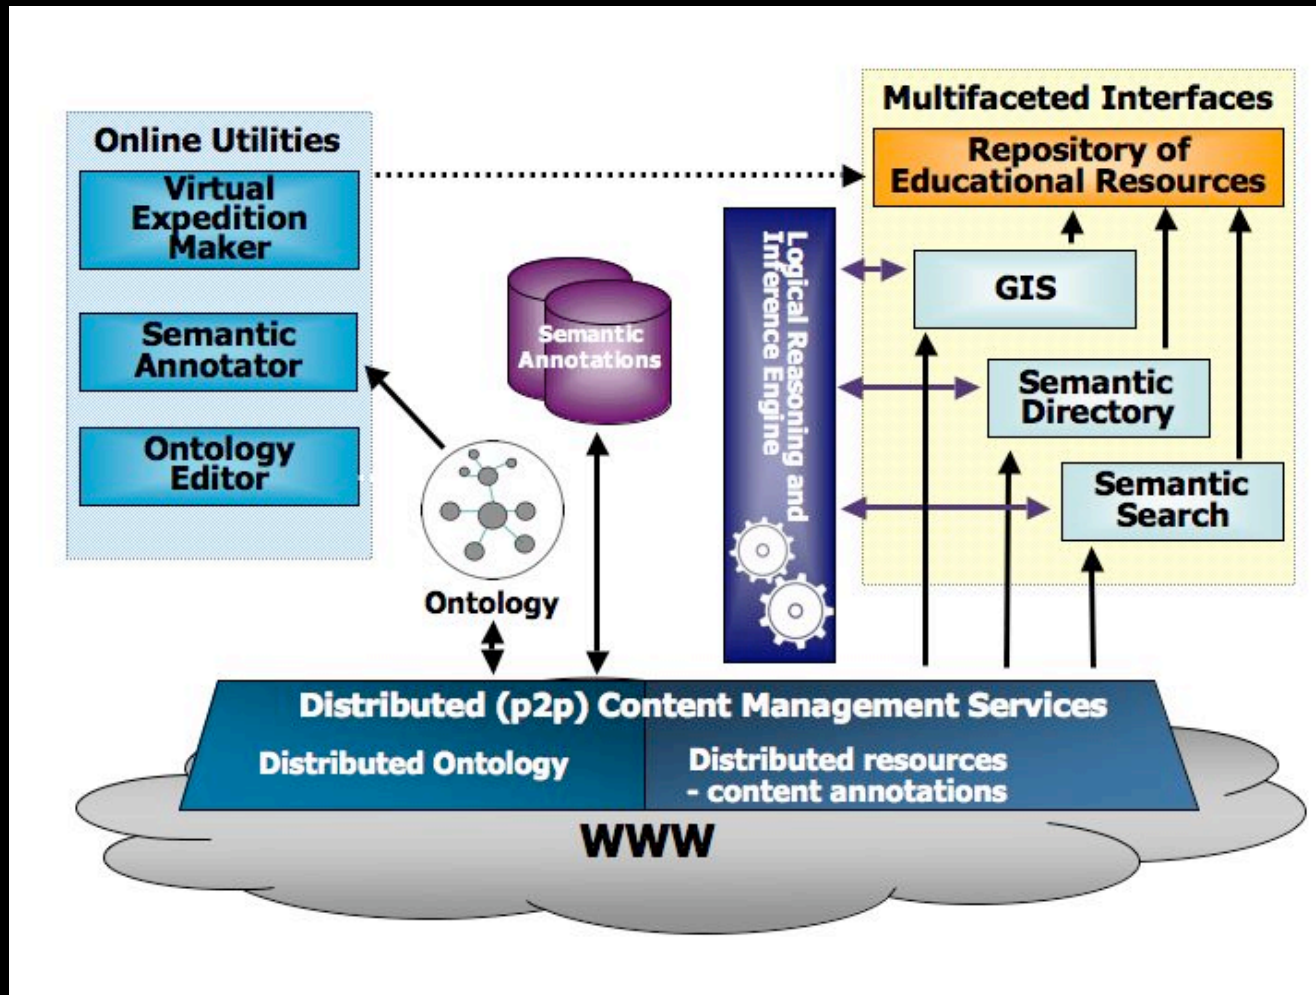 Online Utilities
Virtual
Expedition
Maker
Semantic
Annotator
Ontology
Editor
Semantic
Annotations
Ontology
Logical Reasoning and
Inference Engine
Multifaceted Interfaces
Repository of
Educational Resources
GIS
Semantic
Directory
Semantic
Search
Distributed (p2p) Content Management Services
Distributed Ontology
Distributed resources
- content annotations
WWW